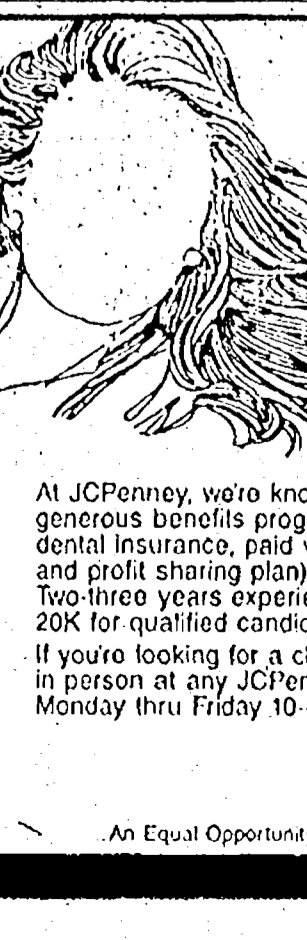 At JCPenney, we're kno
generous benefits prog
dental insurance, paid v
and profit sharing plan)
Two-three years experie
20K for qualified candid
If you're looking for a c
in person at any JCPen
Monday thru Friday 10-
An Equal Opportunit